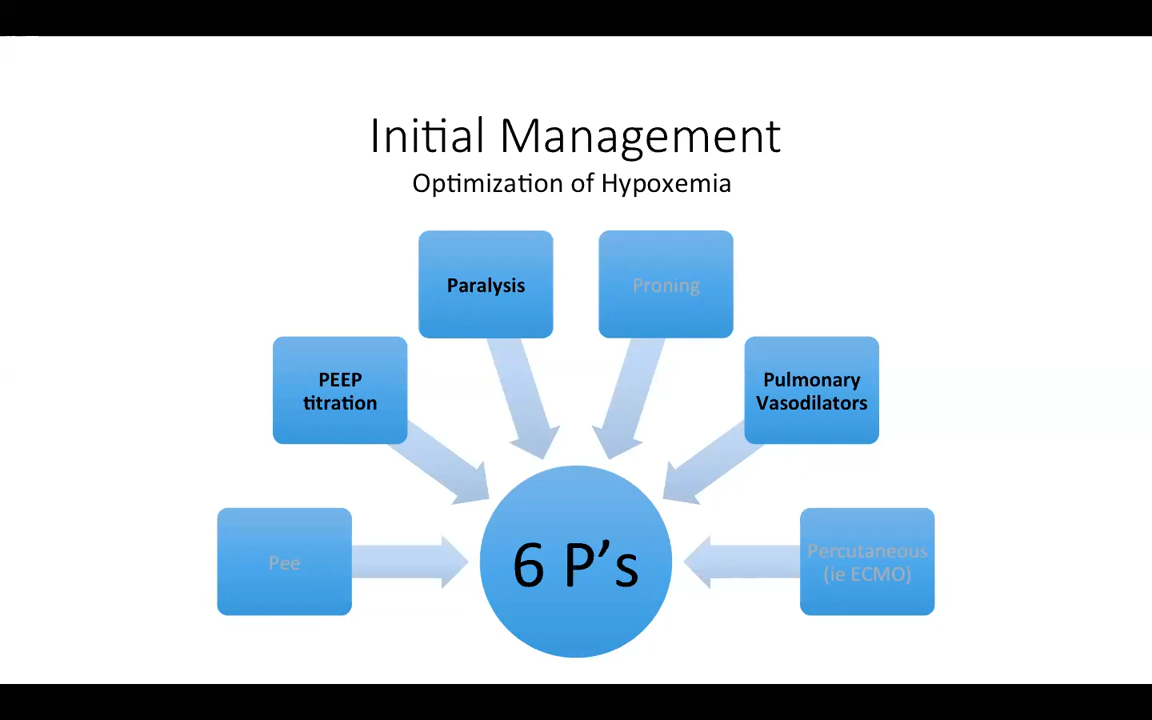 Initial Management
Optimization of Hypoxemia
Paralysis
Proning
PEEP
titration
Pulmonary
Vasodilators
Pee
6 P’s
Percutaneous
(ie ECMO)